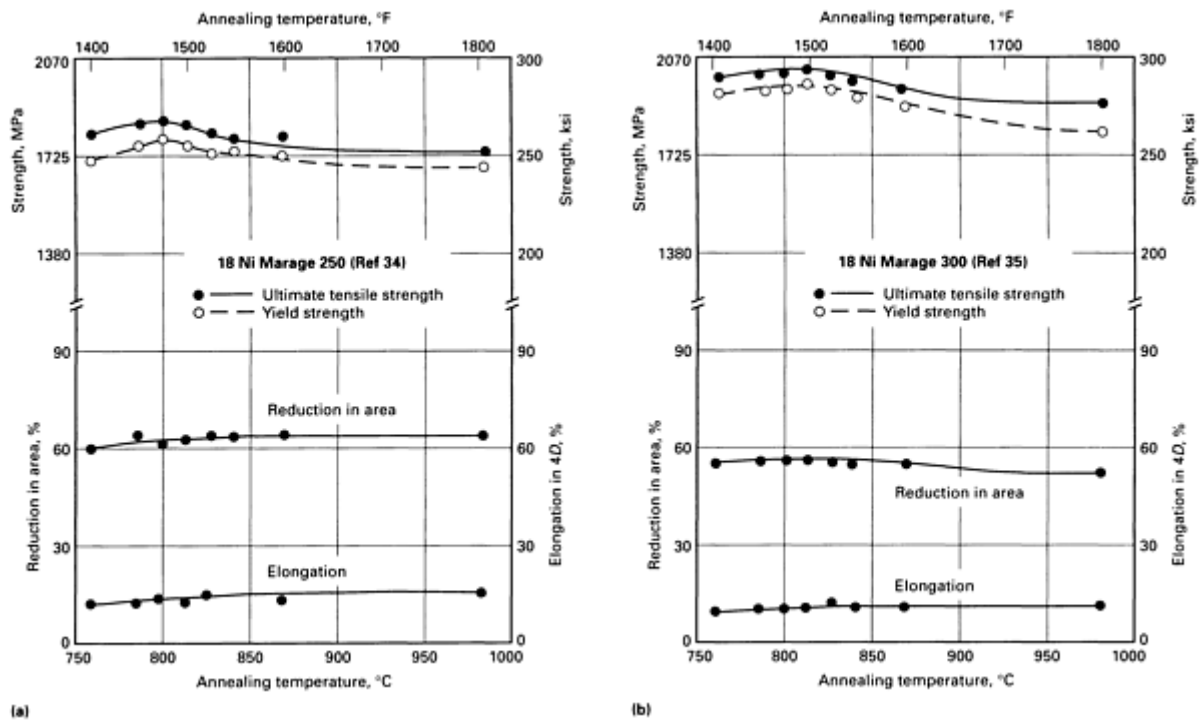 Annealing temperature, °F
1400 1500 1600 1700 1800
2070 300
Strength, MPa
Strength, ksi
1725 250
1380 200
18 Ni Marage 250 (Ref 34)
Ultimate tensile strength
Yield strength
90 90
Reduction in area
Reduction in area, %
Elongation in 4D, %
60 60
30 30
Elongation
0 0
750 800 850 900 950 1000
Annealing temperature, °C
(a)
Annealing temperature, °F
1400 1500 1600 1700 1800
2070 300
Strength, MPa
Strength, ksi
1725 250
1380 200
18 Ni Marage 300 (Ref 35)
Ultimate tensile strength
Yield strength
90 90
Reduction in area, %
Elongation in 4D, %
60 60
Reduction in area
30 30
Elongation
0 0
750 800 850 900 950 1000
Annealing temperature, °C
(b)